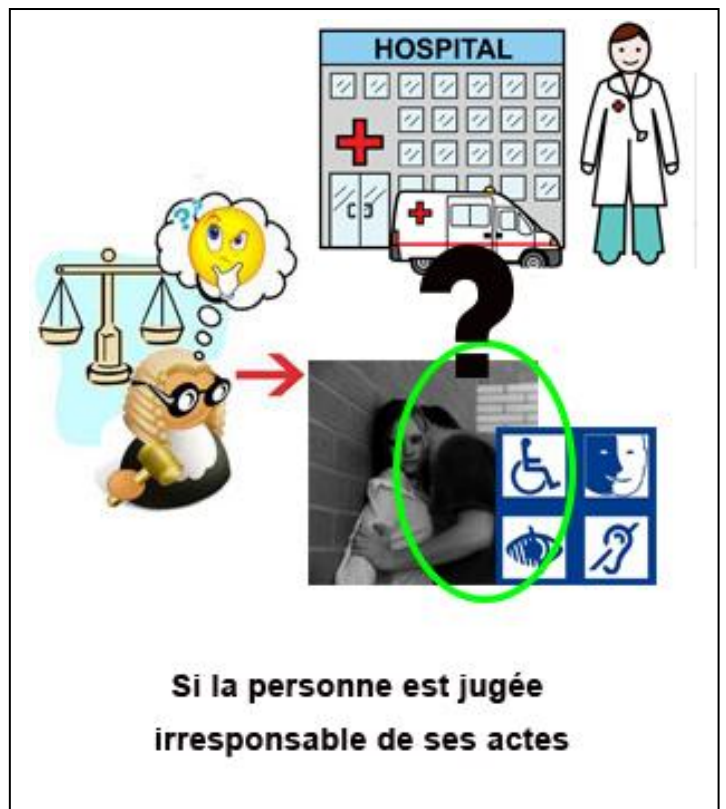 HOSPITAL
??
?
Si la personne est jugée
irresponsable de ses actes